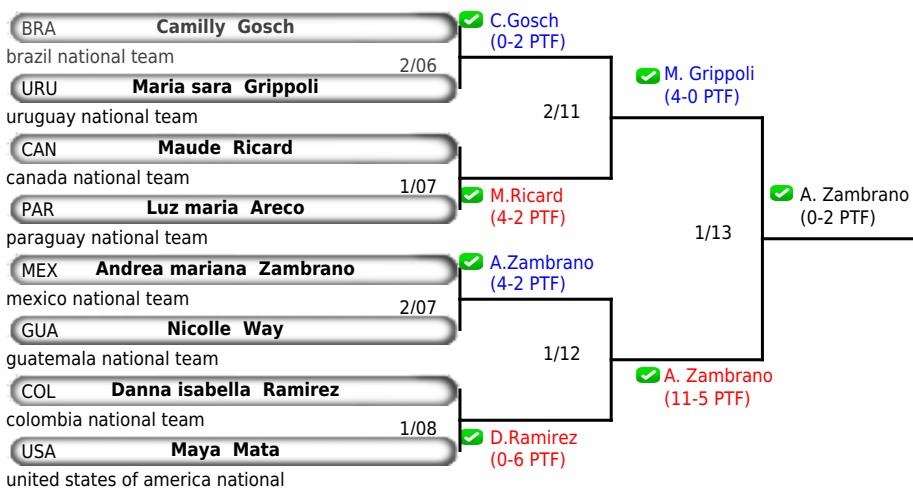 BRA Camilly Gosch
brazil national team
2/06
URU Maria sara Grippoli
uruguay national team
CAN Maude Ricard
canada national team
1/07
PAR Luz maria Areco
paraguay national team
MEX Andrea mariana Zambrano
mexico national team
2/07
GUA Nicolle Way
guatemala national team
COL Danna isabella Ramirez
colombia national team
1/08
USA Maya Mata
united states of america national
C.Gosch
(0-2 PTF)
2/11
M.Ricard
(4-2 PTF)
A.Zambrano
(4-2 PTF)
1/12
D.Ramirez
(0-6 PTF)
M. Grippoli
(4-0 PTF)
1/13
A. Zambrano
(11-5 PTF)
A. Zambrano
(0-2 PTF)